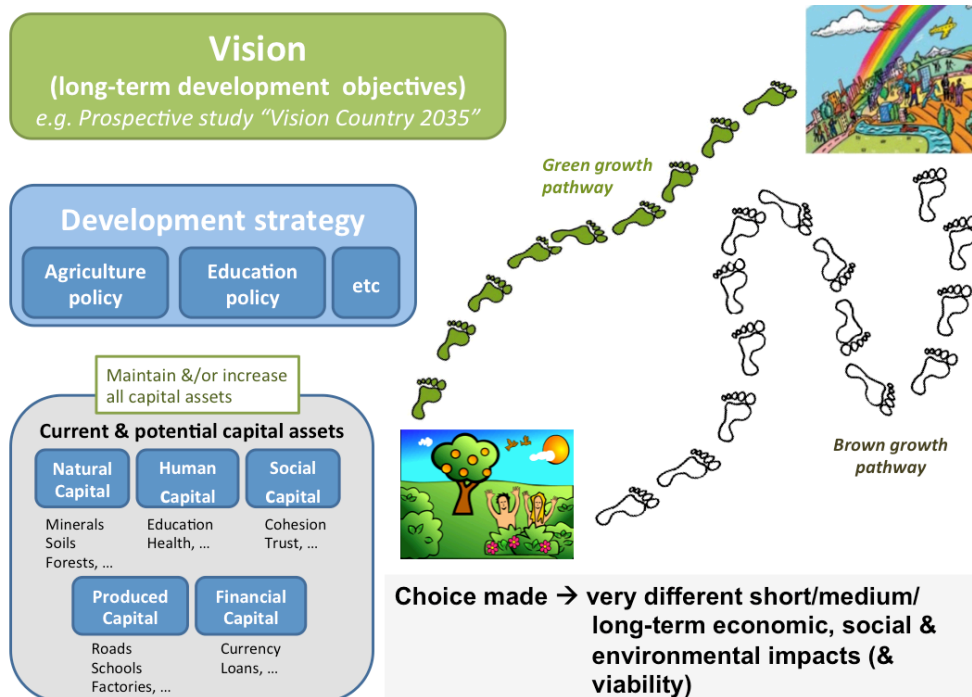 Vision
(long-term development  objectives)
e.g. Prospective study “Vision Country 2035”
Development strategy
Agriculture
policy
Education
policy
etc
Maintain &/or increase
all capital assets
Current & potential capital assets
Natural
Capital
Human
Capital
Social
Capital
Minerals
Soils
Forests, ...
Education
Health, ...
Cohesion
Trust, ...
Produced
Capital
Financial
Capital
Roads
Schools
Factories, ...
Currency
Loans, ...
Green growth
pathway
Brown growth
pathway
Choice made → very different short/medium/
long-term economic, social &
environmental impacts (&
viability)